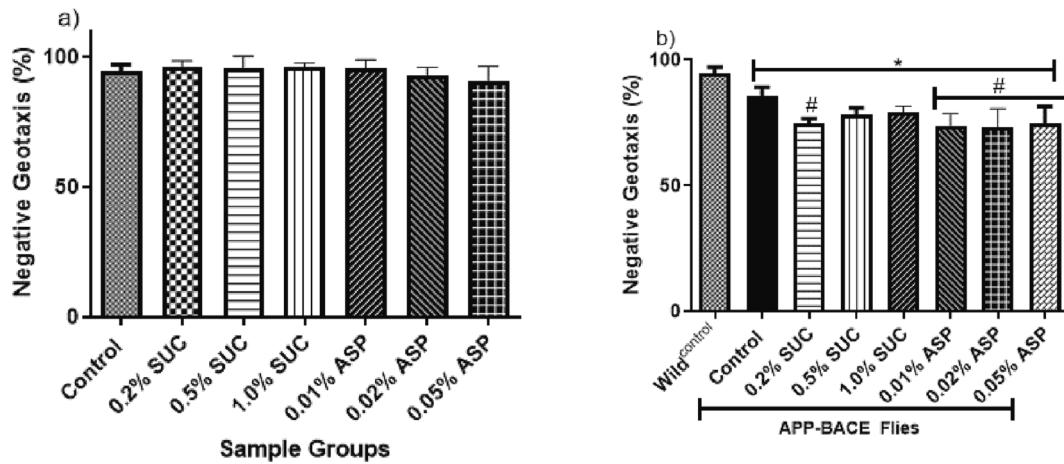 a)
Negative Geotaxis (%)
100
50
0
Control
0.2% SUC
0.5% SUC
1.0% SUC
0.01% ASP
0.02% ASP
0.05% ASP
Sample Groups
b)
Negative Geotaxis (%)
100
50
0
*
#
#
Wild control
Control
0.2% SUC
0.5% SUC
1.0% SUC
0.01% ASP
0.02% ASP
0.05% ASP
APP-BACE Flies